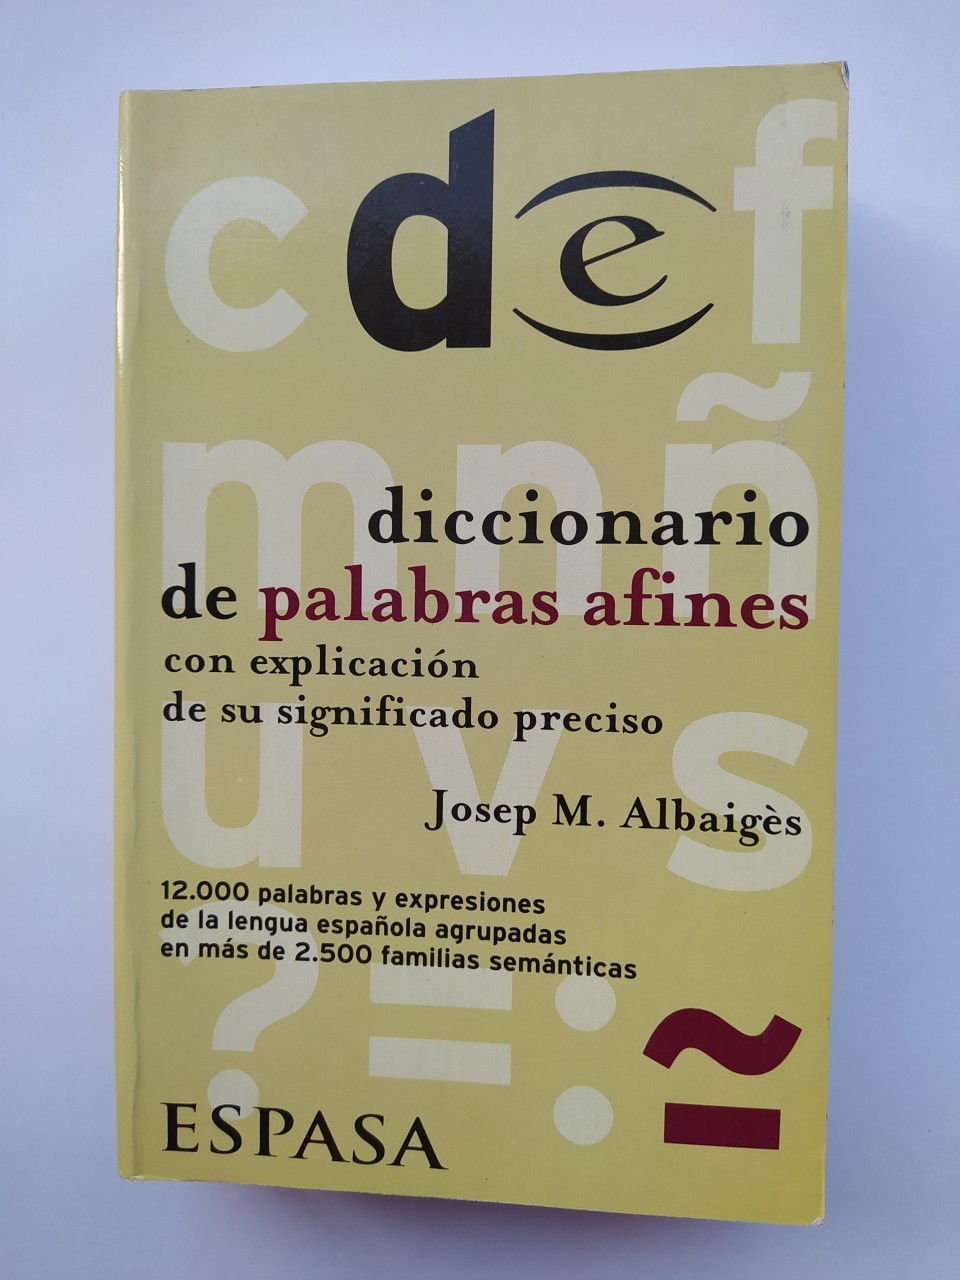 c d e f
m n ñ
diccionario
de palabras afines
con explicación
de su significado preciso
u v s
Josep M. Albaigès
12.000 palabras y expresiones
de la lengua española agrupadas
en más de 2.500 familias semánticas
? = :
ESPASA